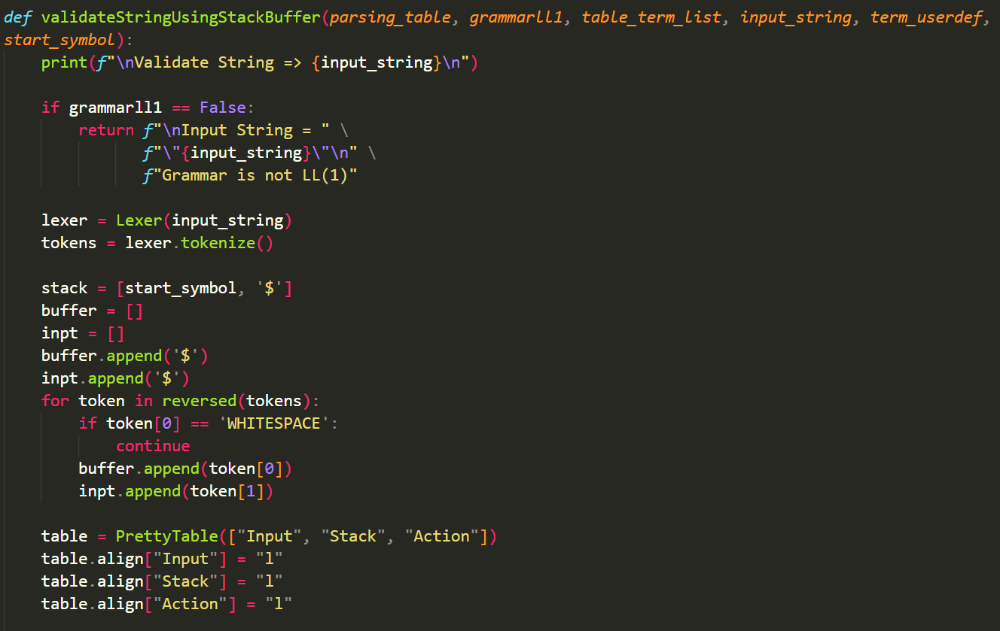 def validateStringUsingStackBuffer(parsing_table, grammarll1, table_term_list, input_string, term_userdef,
start_symbol):
    print(f"\nValidate String => {input_string}\n")

    if grammarll1 == False:
        return f"\nInput String = " \
               f"\"{input_string}\"\n" \
               f"Grammar is not LL(1)"

    lexer = Lexer(input_string)
    tokens = lexer.tokenize()

    stack = [start_symbol, '$']
    buffer = []
    inpt = []
    buffer.append('$')
    inpt.append('$')
    for token in reversed(tokens):
        if token[0] == 'WHITESPACE':
            continue
        buffer.append(token[0])
        inpt.append(token[1])

    table = PrettyTable(["Input", "Stack", "Action"])
    table.align["Input"] = "l"
    table.align["Stack"] = "l"
    table.align["Action"] = "l"